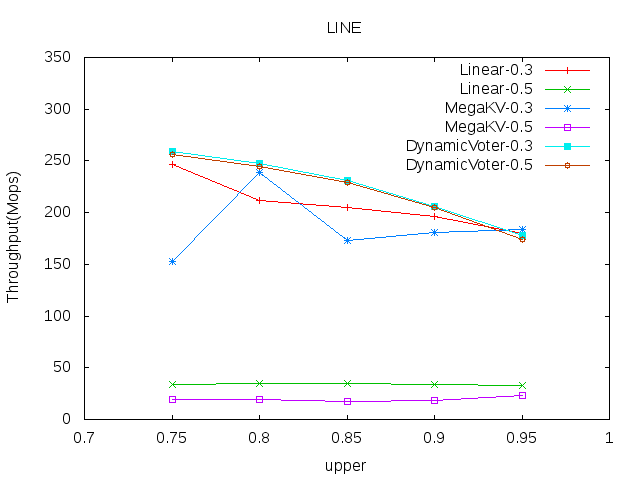 LINE
350
300
250
200
150
100
50
0
Throughput(Mops)
Linear-0.3
Linear-0.5
MegaKV-0.3
MegaKV-0.5
DynamicVoter-0.3
DynamicVoter-0.5
0.7 0.75 0.8 0.85 0.9 0.95 1
upper